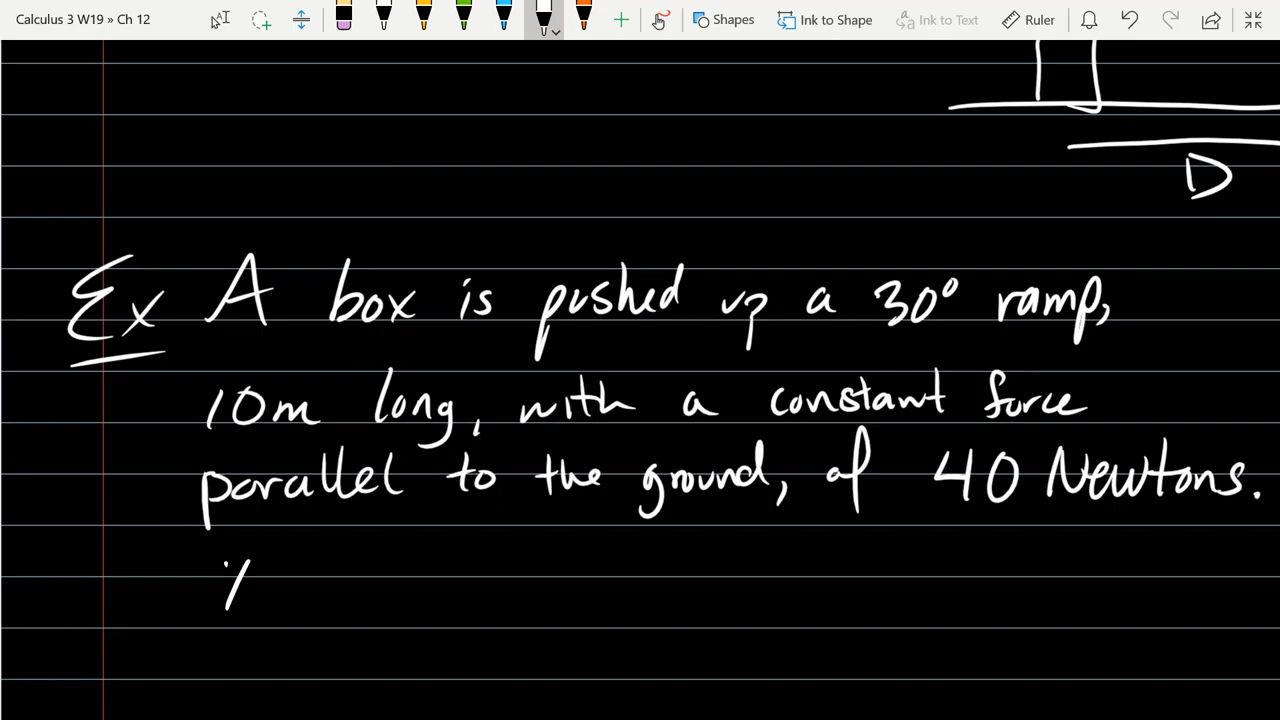 Calculus 3 W19 » Ch 12
Shapes
Ink to Shape
Ink to Text
Ruler
D
Ex A box is pushed up a 30° ramp,
10m long, with a constant force
parallel to the ground, of 40 Newtons.